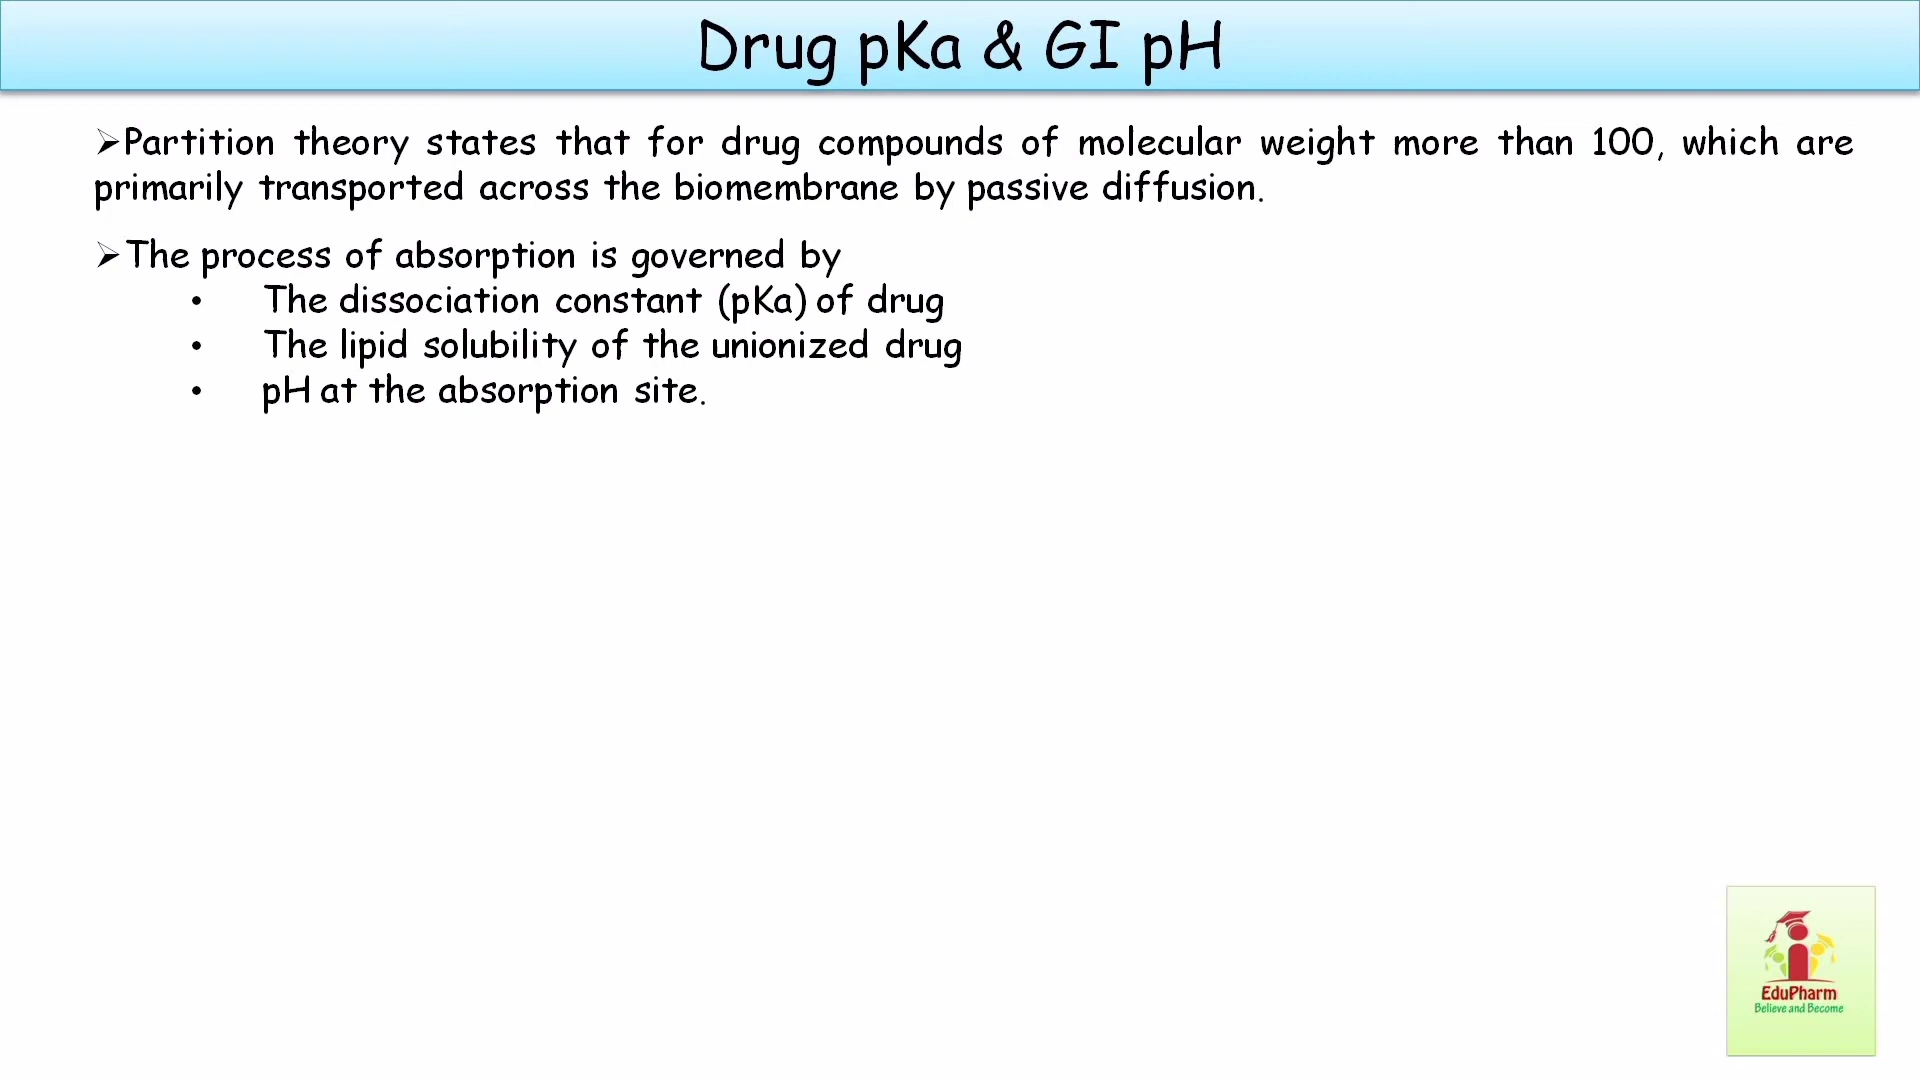 Drug pKa & GI pH
➢Partition theory states that for drug compounds of molecular weight more than 100, which are
primarily transported across the biomembrane by passive diffusion.
➢The process of absorption is governed by
• The dissociation constant (pKa) of drug
• The lipid solubility of the unionized drug
• pH at the absorption site.
EduPharm
Believe and Become